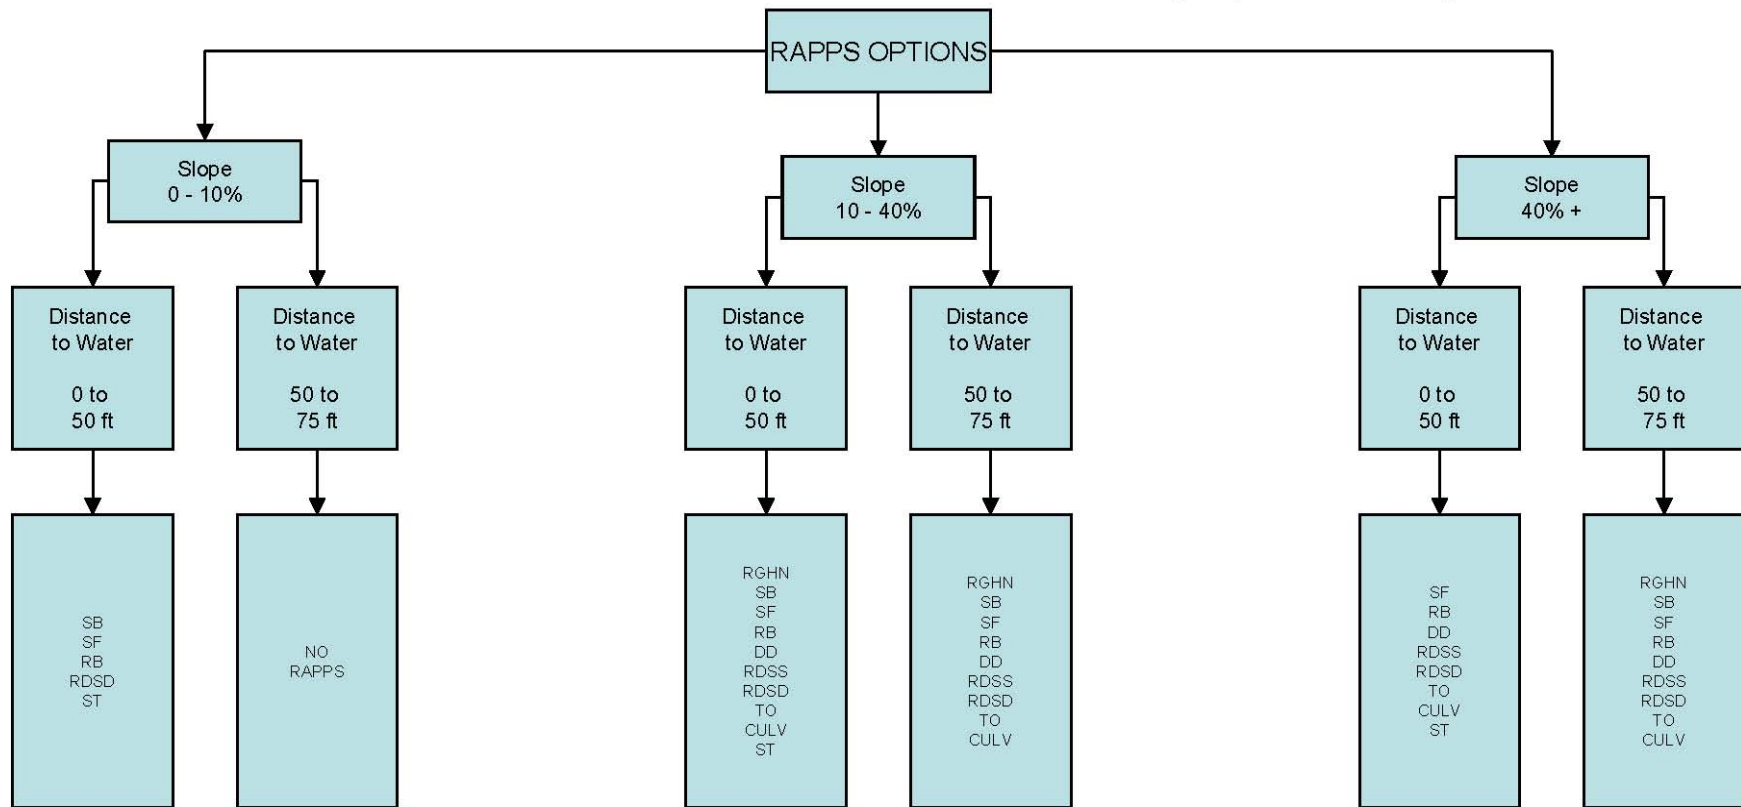 RAPPS OPTIONS
Slope
0 - 10%
Slope
10 - 40%
Slope
40% +
Distance
to Water
0 to
50 ft
Distance
to Water
50 to
75 ft
Distance
to Water
0 to
50 ft
Distance
to Water
50 to
75 ft
Distance
to Water
0 to
50 ft
Distance
to Water
50 to
75 ft
SB
SF
RB
RDSD
ST
NO
RAPPS
RGHN
SB
SF
RB
DD
RDSS
RDSD
TO
CULV
ST
RGHN
SB
SF
RB
DD
RDSS
RDSD
TO
CULV
SF
RB
DD
RDSS
RDSD
TO
CULV
ST
RGHN
SB
SF
RB
DD
RDSS
RDSD
TO
CULV